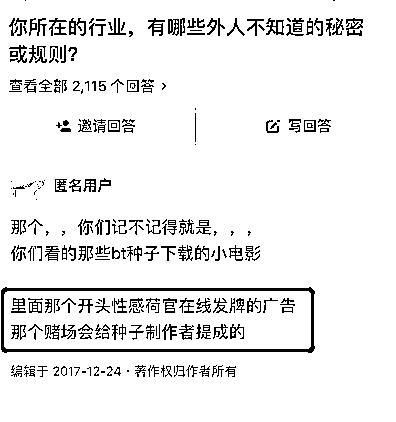 你所在的行业，有哪些外人不知道的秘密
或规则？
查看全部 2,115 个回答 ›
邀请回答
写回答
匿名用户
那个，，你们记不记得就是，，，
你们看的那些bt种子下载的小电影
里面那个开头性感荷官在线发牌的广告
那个赌场会给种子制作者提成的
编辑于 2017-12-24 · 著作权归作者所有